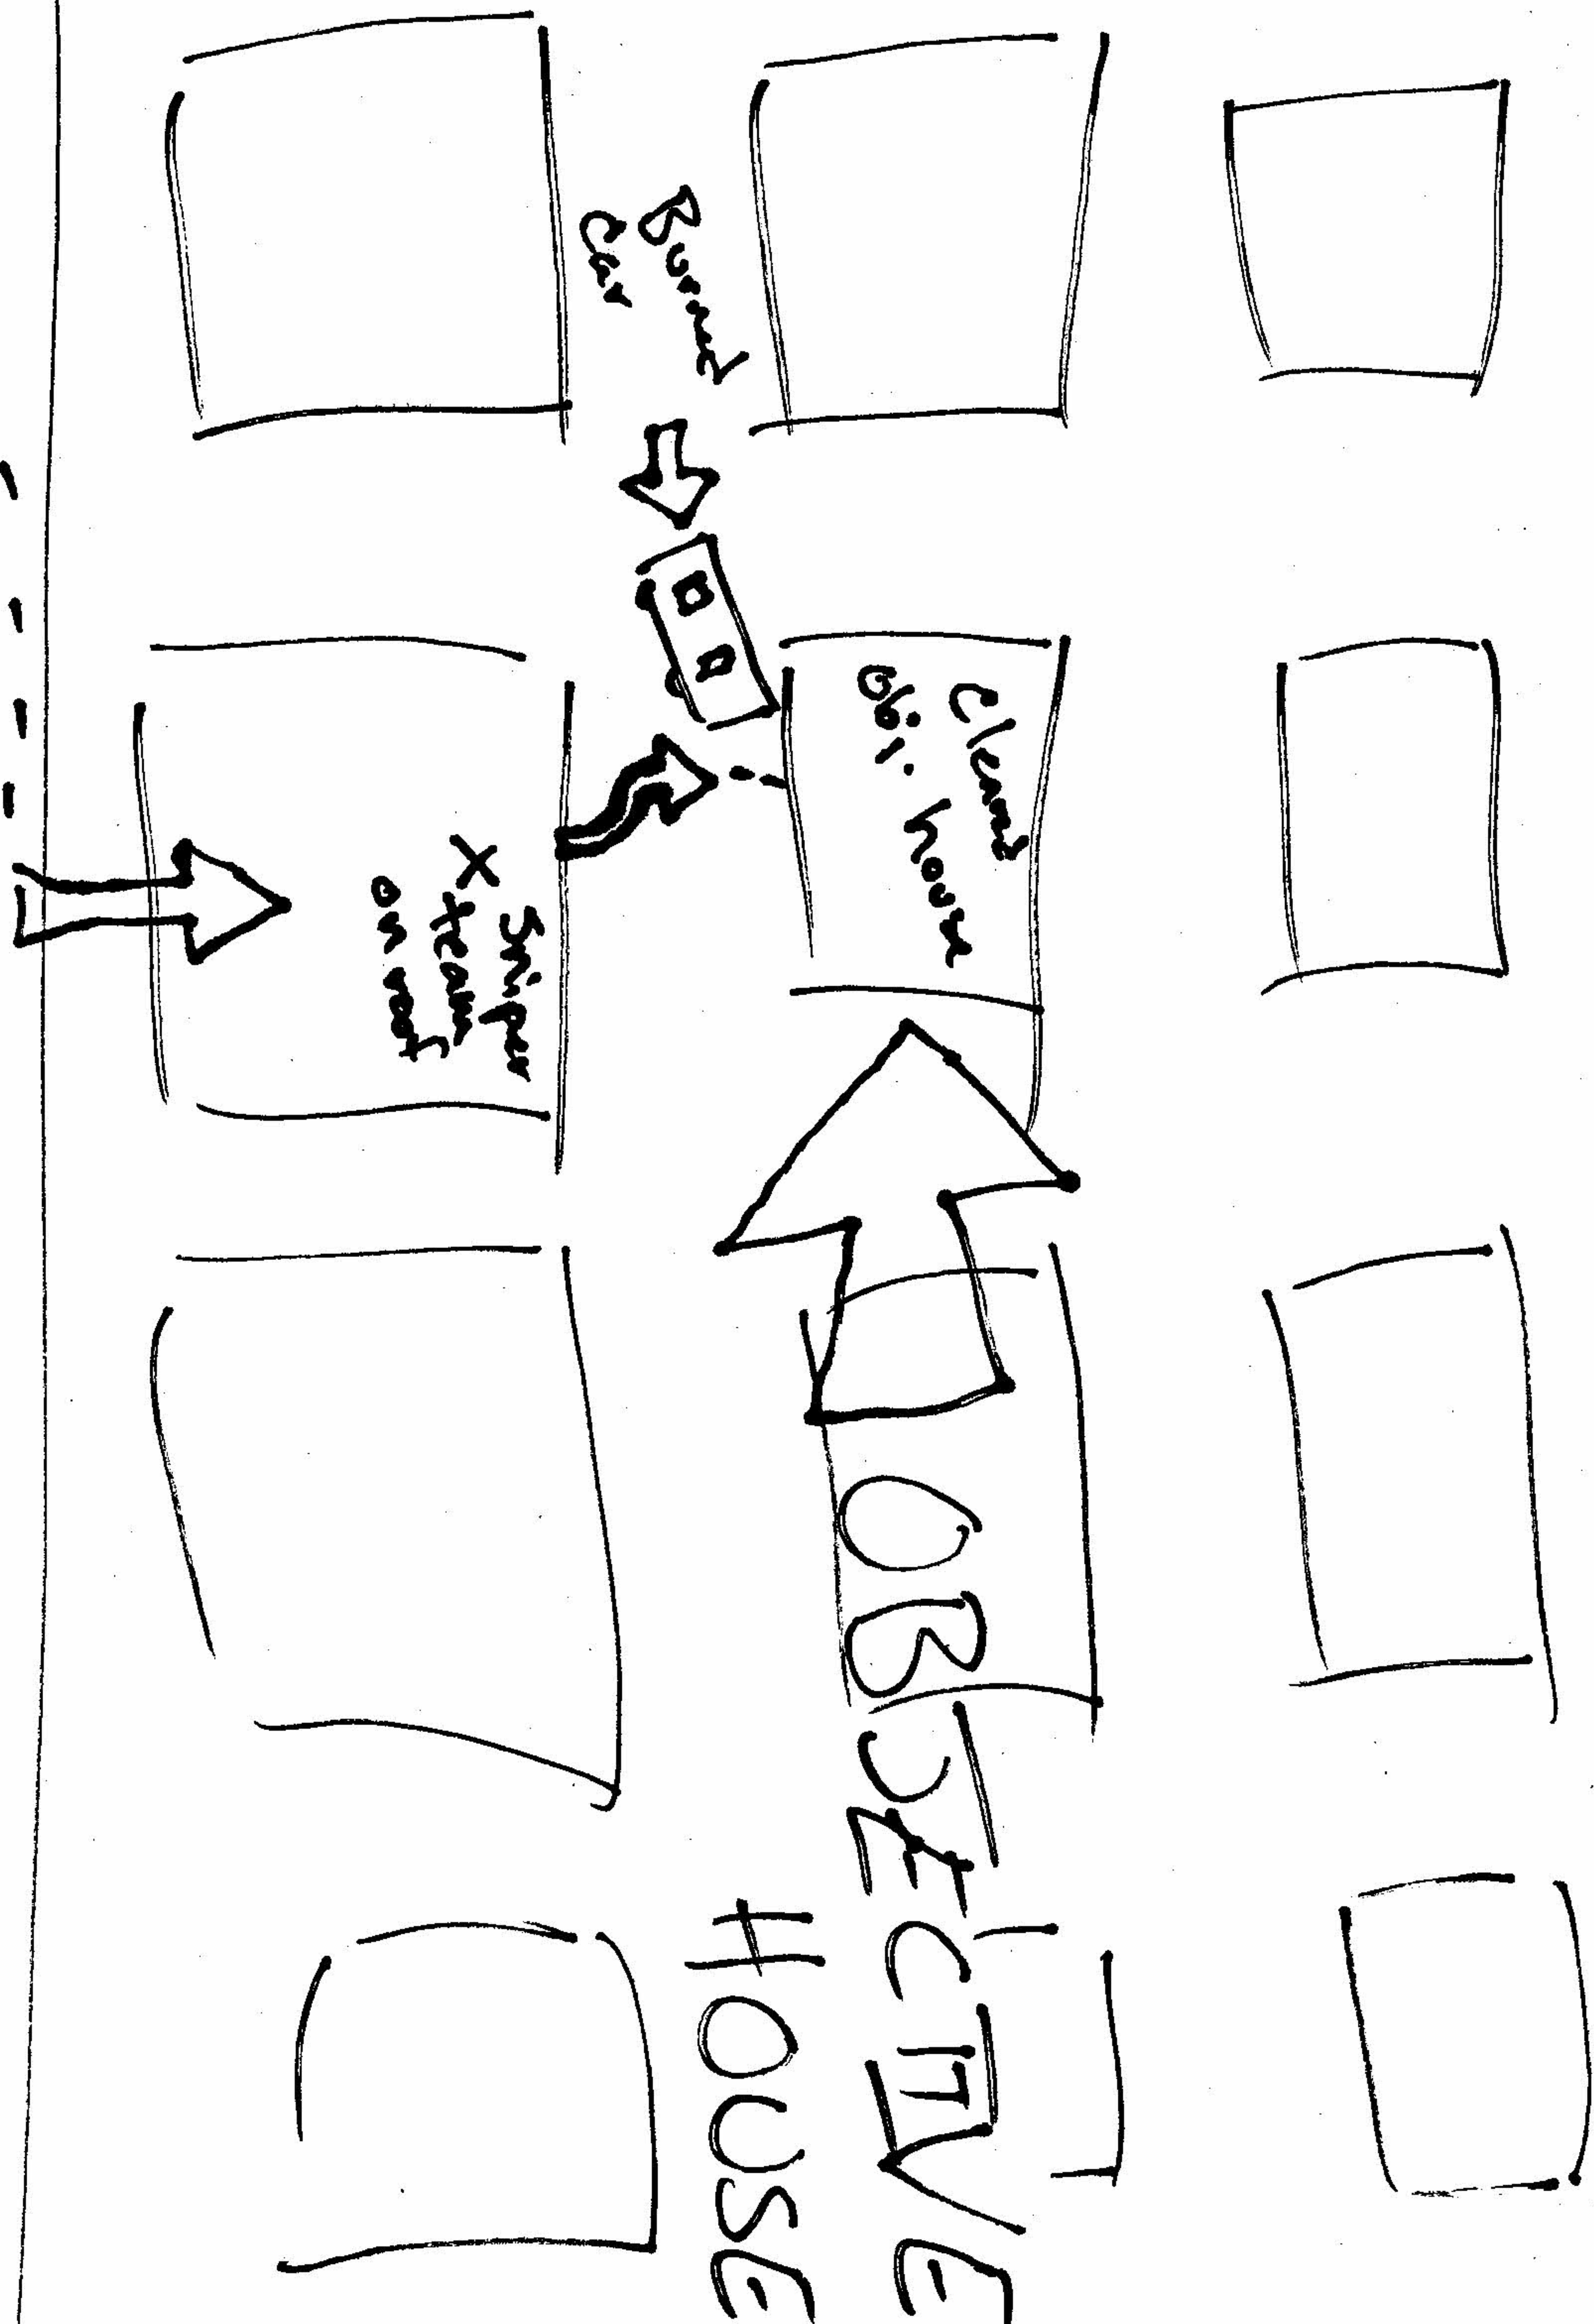 Burned
Car
Cleared
obj. house
Sniper
X team
on roof
OBJECTIVE
HOUSE